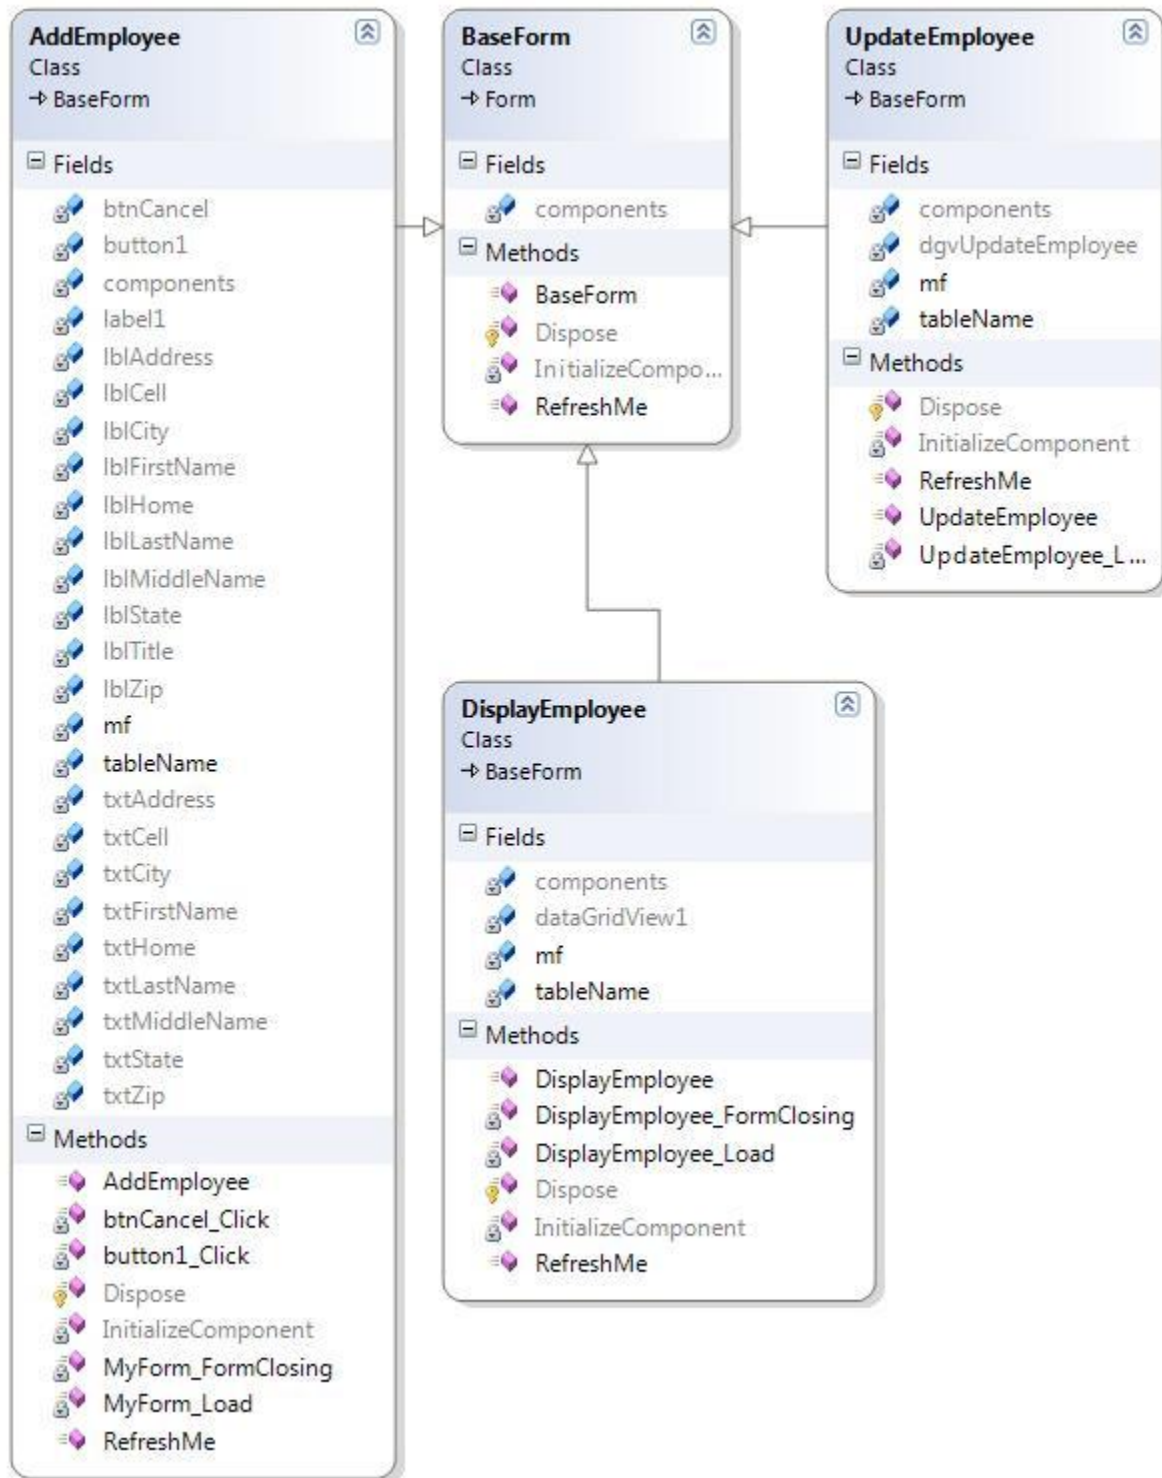 AddEmployee
Class
BaseForm
Fields
btnCancel
button1
components
label1
lblAddress
lblCell
lblCity
lblFirstName
lblHome
lblLastName
lblMiddleName
lblState
lblTitle
lblZip
mf
tableName
txtAddress
txtCell
txtCity
txtFirstName
txtHome
txtLastName
txtMiddleName
txtState
txtZip
Methods
AddEmployee
btnCancel_Click
button1_Click
Dispose
InitializeComponent
MyForm_FormClosing
MyForm_Load
RefreshMe
BaseForm
Class
Form
Fields
components
Methods
BaseForm
Dispose
InitializeCompo...
RefreshMe
UpdateEmployee
Class
BaseForm
Fields
components
dgvUpdateEmployee
mf
tableName
Methods
Dispose
InitializeComponent
RefreshMe
UpdateEmployee
UpdateEmployee_L...
DisplayEmployee
Class
BaseForm
Fields
components
dataGridView1
mf
tableName
Methods
DisplayEmployee
DisplayEmployee_FormClosing
DisplayEmployee_Load
Dispose
InitializeComponent
RefreshMe